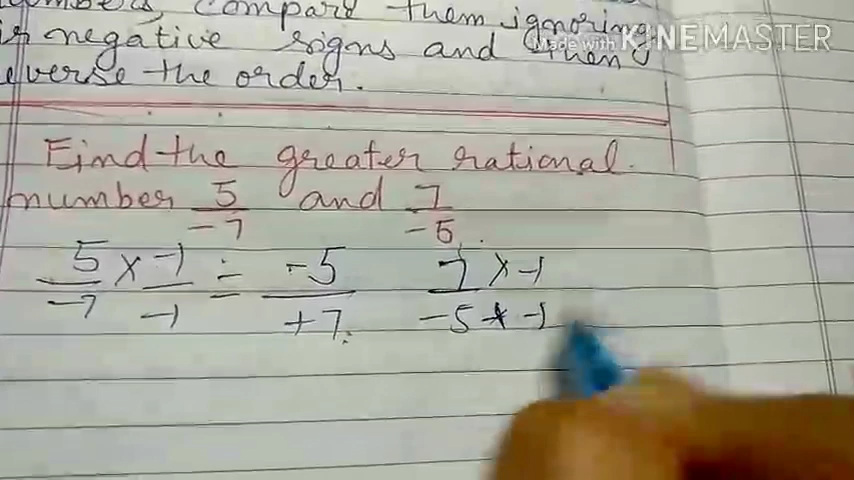 compare them ignoring
negative signs and then
reverse the order.
Made with KINEMASTER
Find the greater rational
number 5/-7 and 7/-5.
5/-7 × -1/-1 = -5/+7. 7 × -1/-5 × -1